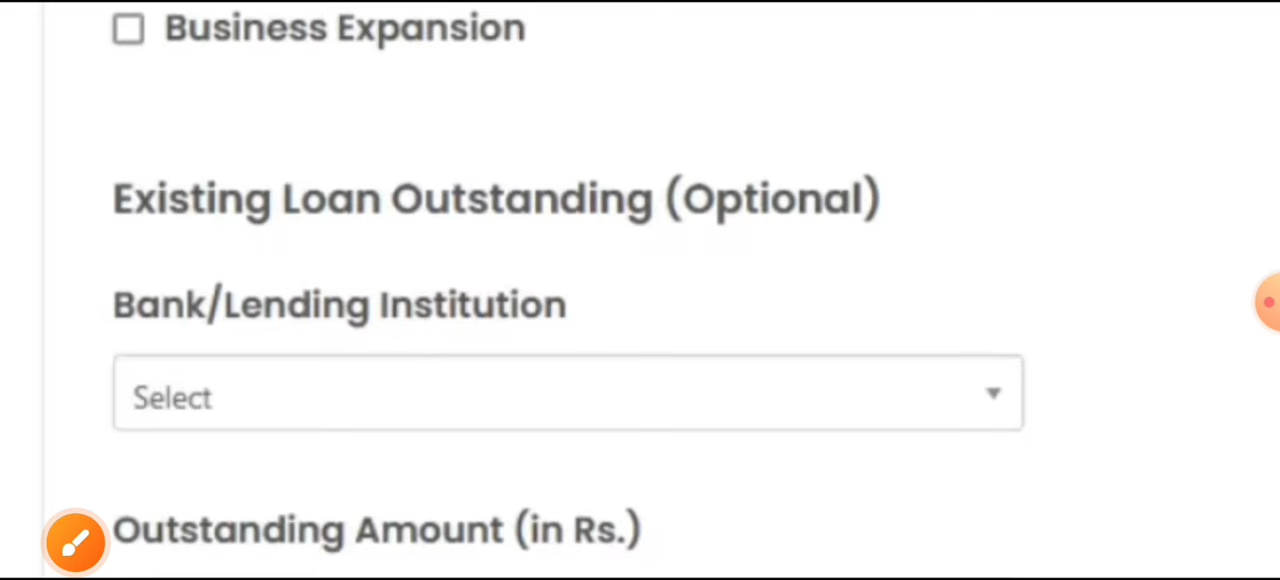 Business Expansion
Existing Loan Outstanding (Optional)
Bank/Lending Institution
Select
Outstanding Amount (in Rs.)